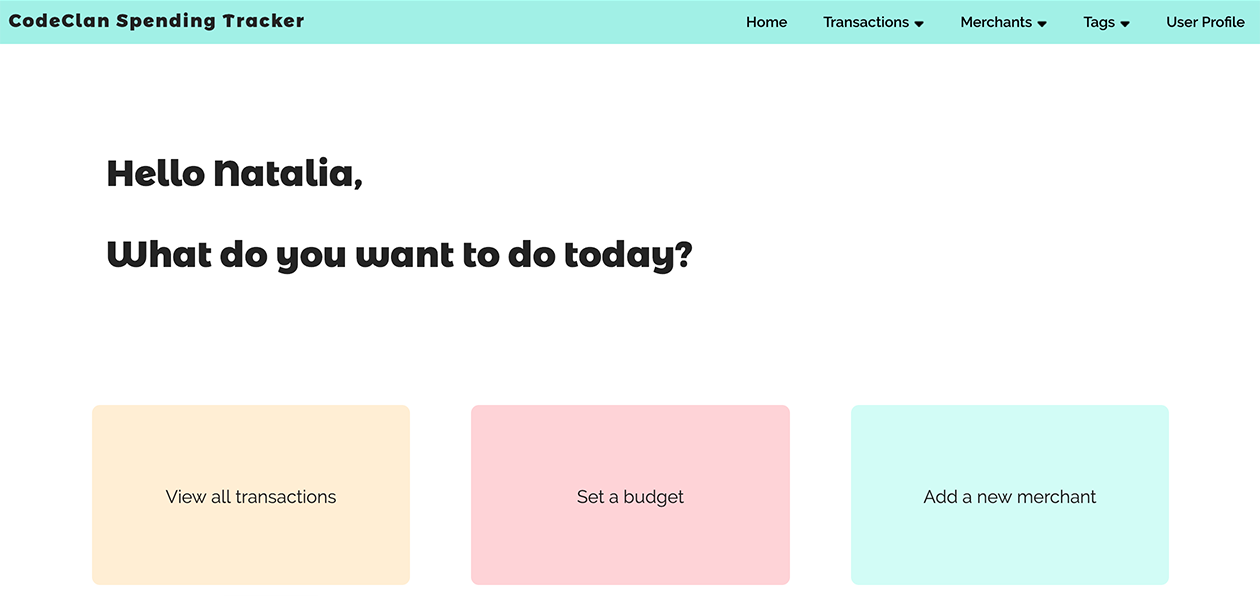 CodeClan Spending Tracker
Home Transactions Merchants Tags User Profile
Hello Natalia,
What do you want to do today?
View all transactions
Set a budget
Add a new merchant